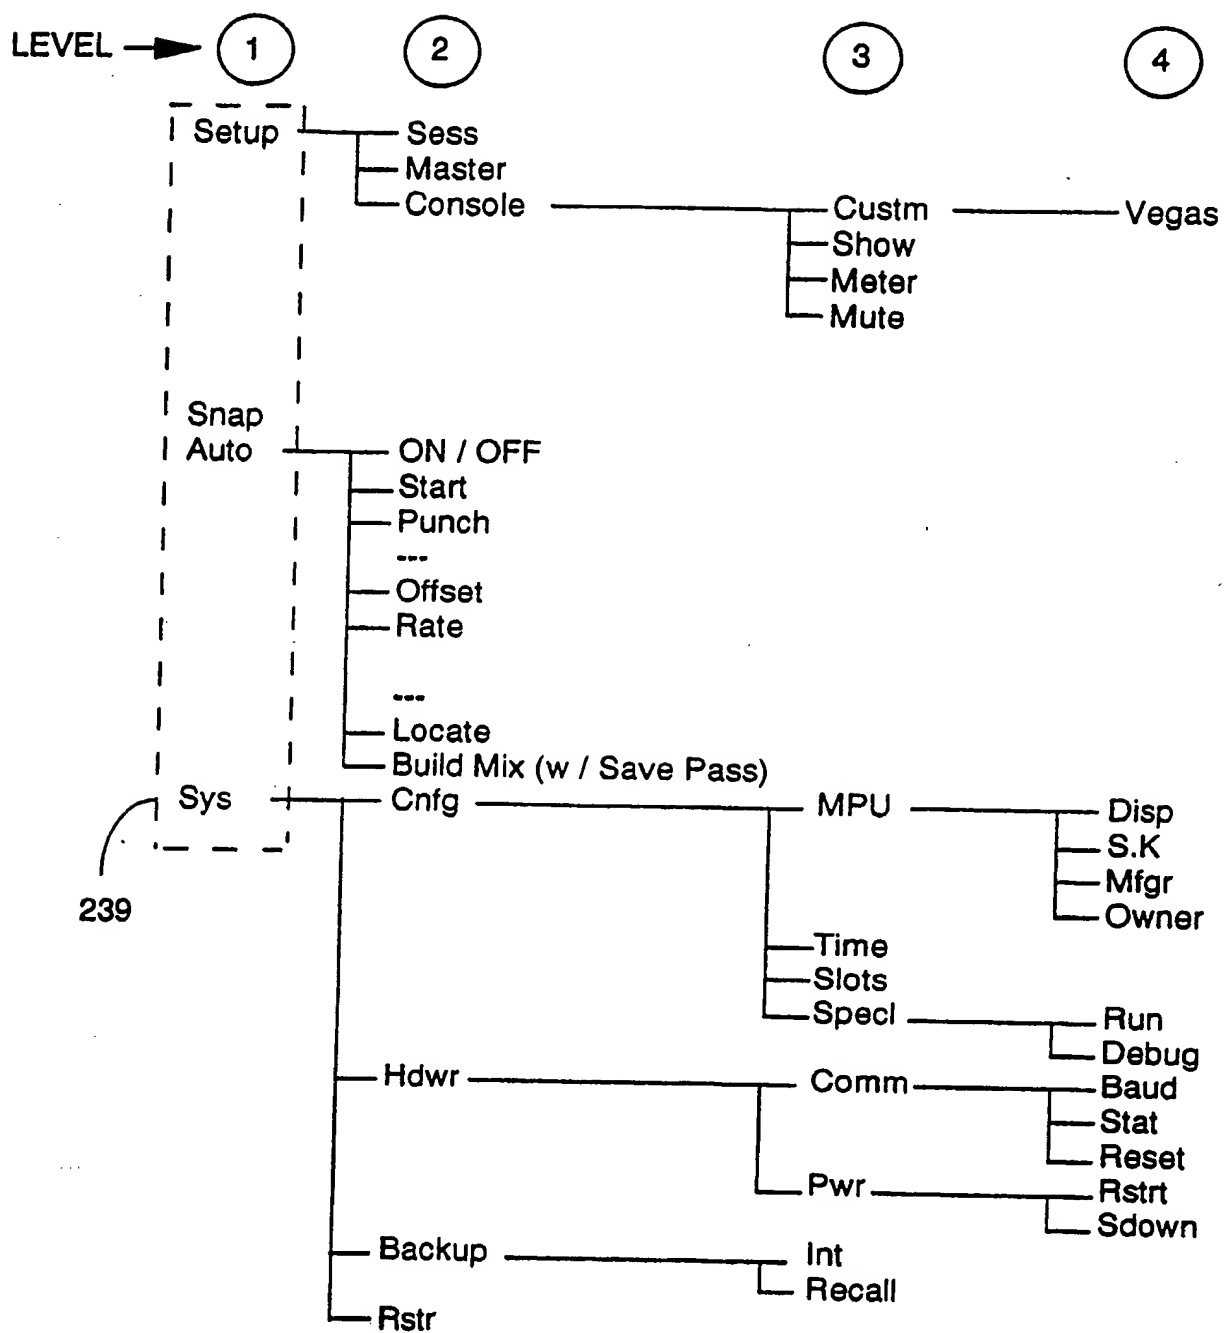 LEVEL 1 2 3 4
Setup Sess
Master
Console Custm Vegas
Show
Meter
Mute
Snap
Auto ON / OFF
Start
Punch
---
Offset
Rate
---
Locate
Build Mix (w / Save Pass)
Sys Cnfg MPU Disp
S.K
Mfgr
239 Owner
Time
Slots
Specl Run
Debug
Hdwr Comm Baud
Stat
Reset
Pwr Rstrt
Sdown
Backup Int
Recall
Rstr